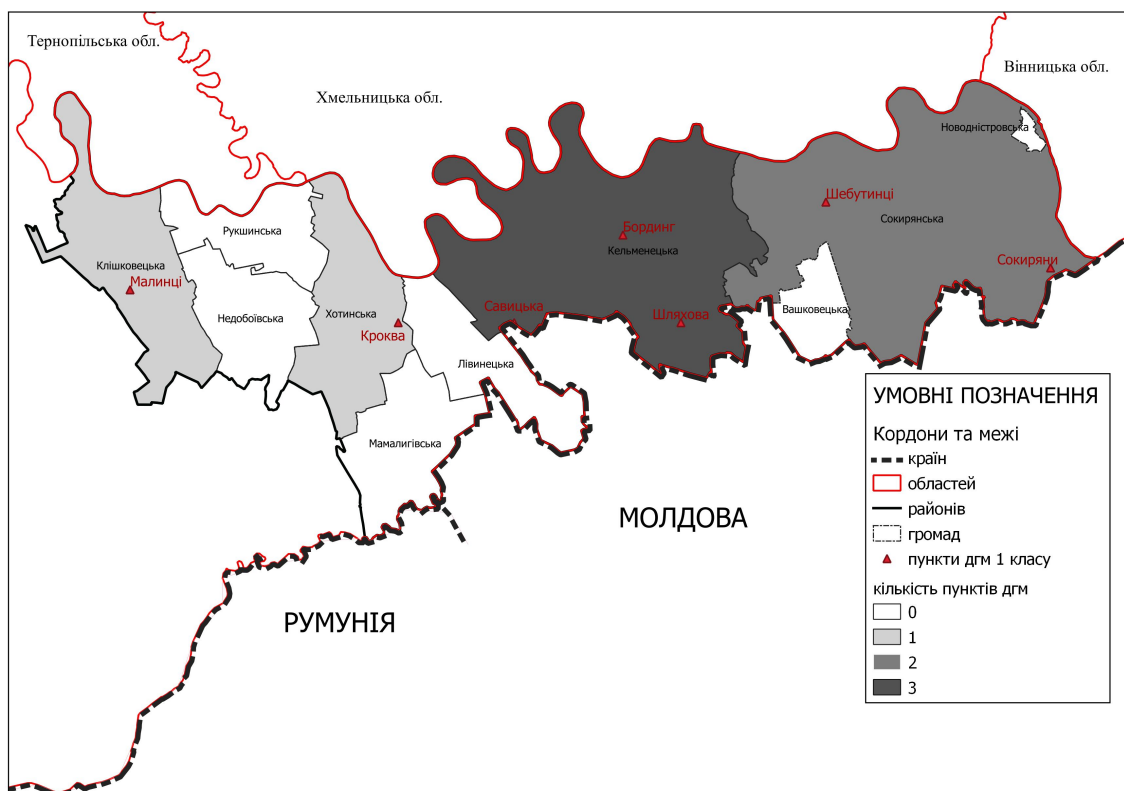 Тернопільська обл.
Хмельницька обл.
Вінницька обл.
Новодністровська
Шебутинці
Сокирянська
Рукшинська
Бординг
Кельменецька
Клішковецька
Сокиряни
Малинці
Недобоївська
Хотинська
Савицька
Шляхова
Вашковецька
Кроква
Лівинецька
Мамалигівська
МОЛДОВА
РУМУНІЯ
УМОВНІ ПОЗНАЧЕННЯ
Кордони та межі
країн
областей
районів
громад
пункти дгм 1 класу
кількість пунктів дгм
0
1
2
3